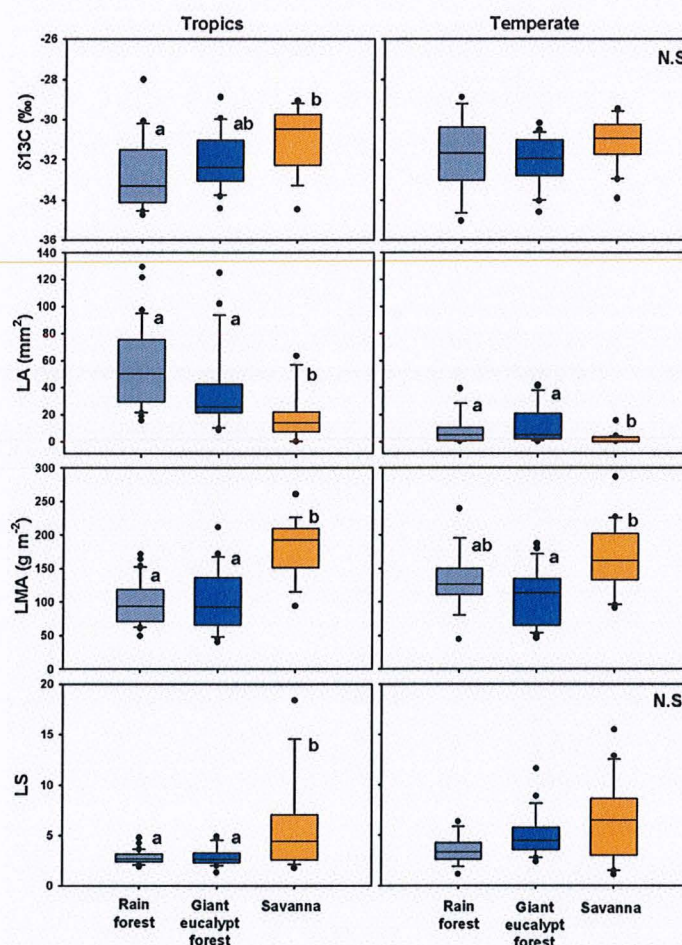 Tropics Temperate
-26
-28
-30
-32
-34
-36
δ13C (‰)
a
ab
b
N.S
140
120
100
80
60
40
20
0
LA (mm²)
a
a
b
a
a
b
300
250
200
150
100
50
0
LMA (g m⁻²)
a
a
b
ab
a
b
20
15
10
5
0
LS
a
a
b
N.S
Rain
forest
Giant
eucalypt
forest
Savanna
Rain
forest
Giant
eucalypt
forest
Savanna